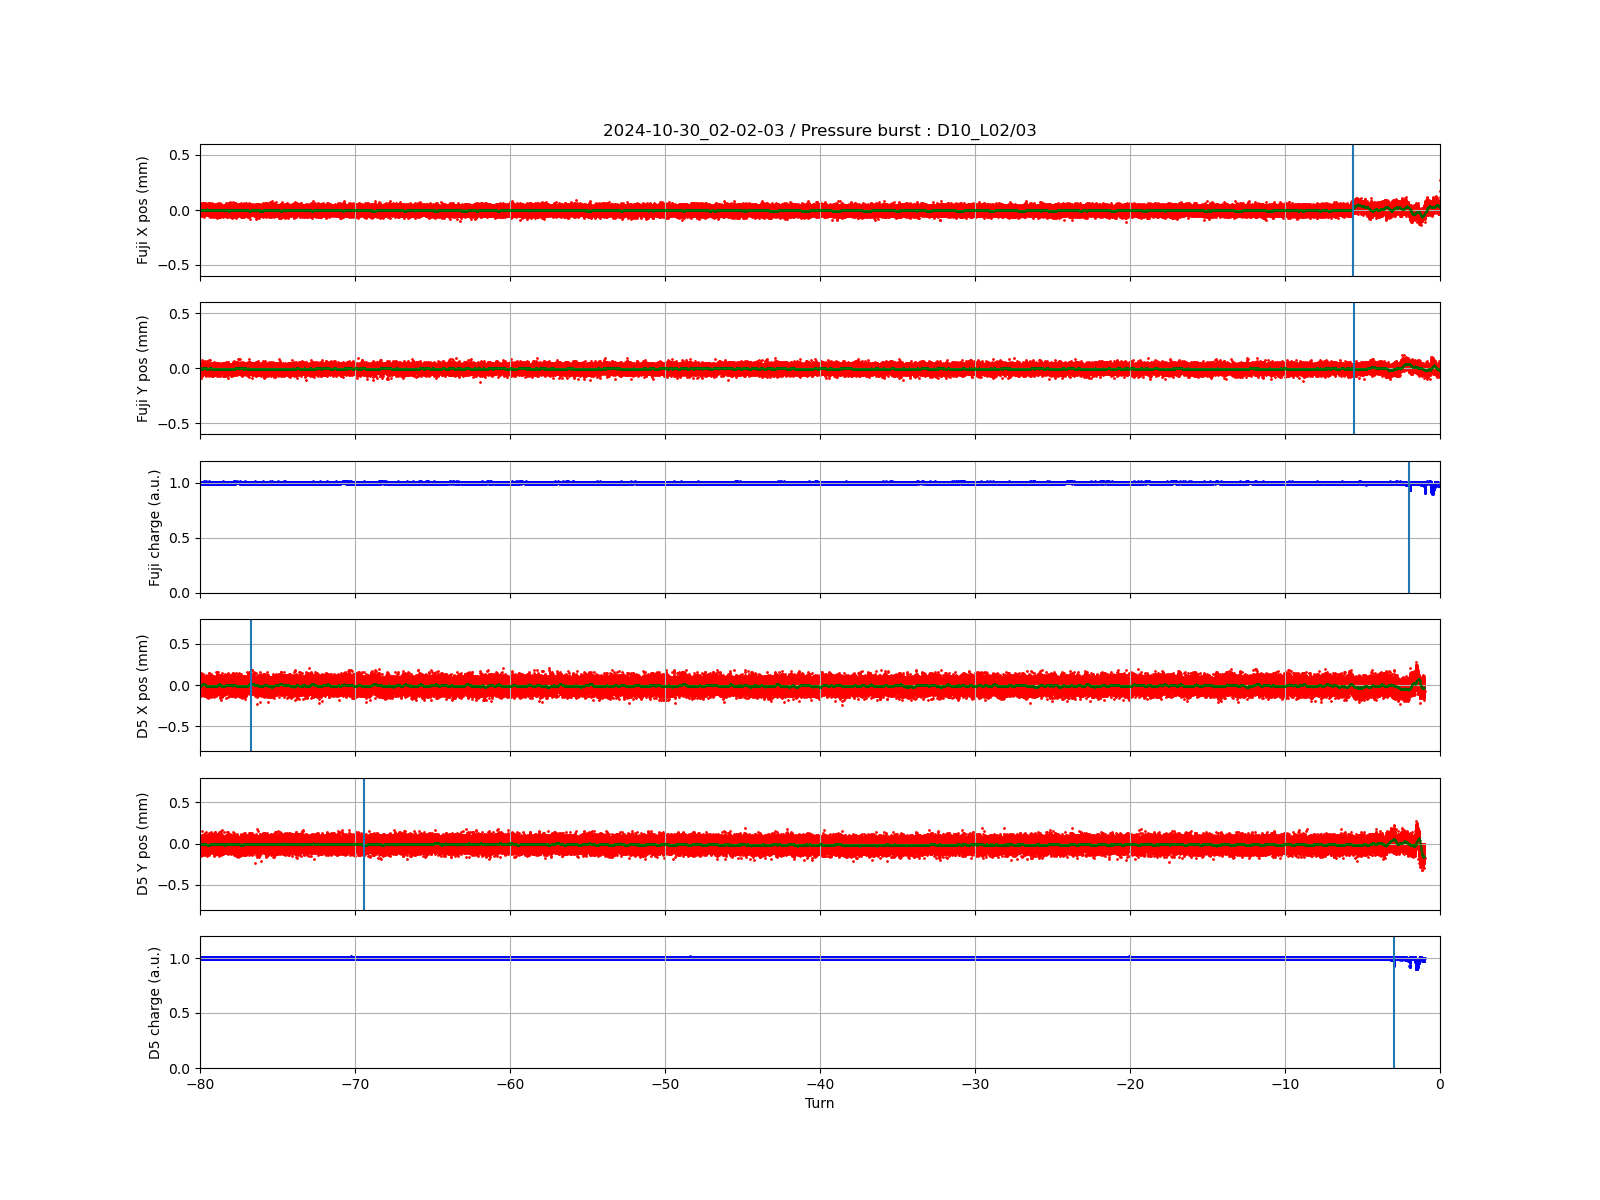 2024-10-30_02-02-03 / Pressure burst : D10_L02/03
Fuji X pos (mm)
0.5
0.0
−0.5
Fuji Y pos (mm)
0.5
0.0
−0.5
Fuji charge (a.u.)
1.0
0.5
0.0
D5 X pos (mm)
0.5
0.0
−0.5
D5 Y pos (mm)
0.5
0.0
−0.5
D5 charge (a.u.)
1.0
0.5
0.0
−80 −70 −60 −50 −40 −30 −20 −10 0
Turn